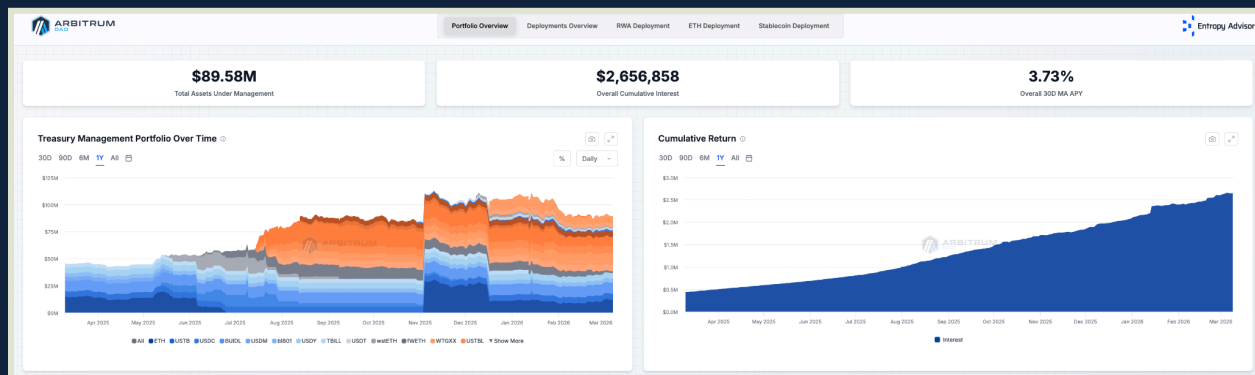 ARBITRUM
DAO
Portfolio Overview Deployments Overview RWA Deployment ETH Deployment Stablecoin Deployment
Entropy Advisor
$89.58M
Total Assets Under Management
$2,656,858
Overall Cumulative Interest
3.73%
Overall 30D MA APY
Treasury Management Portfolio Over Time
30D 90D 6M 1Y All
% Daily
$125M
$100M
$75M
$50M
$25M
$0M
ARBITRUM
Apr 2025 May 2025 Jun 2025 Jul 2025 Aug 2025 Sep 2025 Oct 2025 Nov 2025 Dec 2025 Jan 2026 Feb 2026 Mar 2026
All ETH USTB USDC BUIDL USDM bIB01 USDY TBILL USDT wstETH fWETH WTGXX USTBL Show More
Cumulative Return
30D 90D 6M 1Y All
$3.0M
$2.5M
$2.0M
$1.5M
$1.0M
$0.5M
$0.0M
ARBITRUM
Apr 2025 May 2025 Jun 2025 Jul 2025 Aug 2025 Sep 2025 Oct 2025 Nov 2025 Dec 2025 Jan 2026 Feb 2026 Mar 2026
Interest